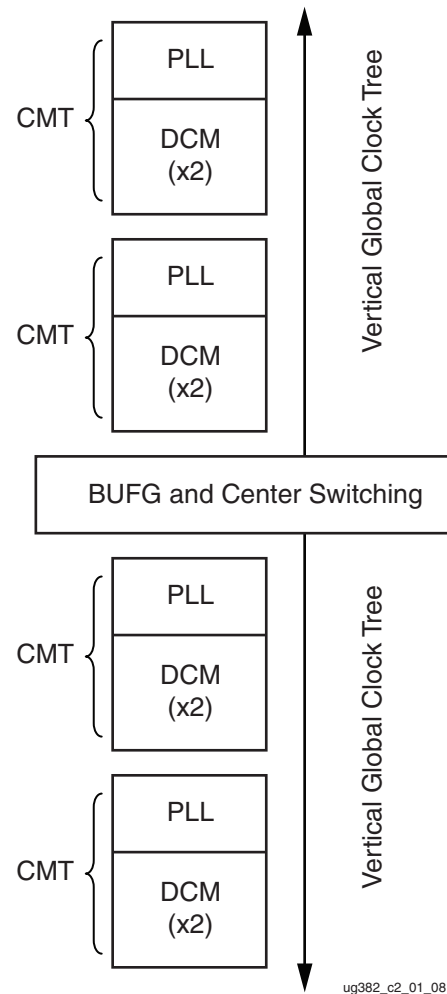 PLL
CMT
DCM
(x2)
Vertical Global Clock Tree
PLL
CMT
DCM
(x2)
BUFG and Center Switching
PLL
CMT
DCM
(x2)
Vertical Global Clock Tree
PLL
CMT
DCM
(x2)